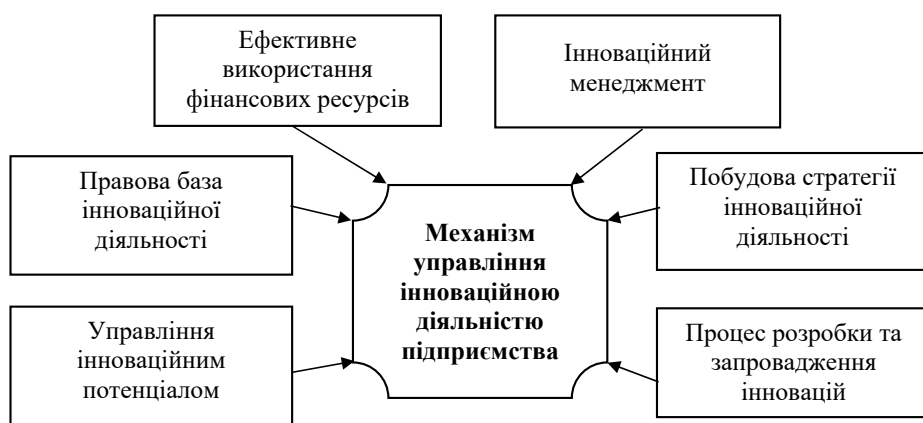 Ефективне
використання
фінансових ресурсів
Інноваційний
менеджмент
Правова база
інноваційної
діяльності
Побудова стратегії
інноваційної
діяльності
Механізм
управління
інноваційною
діяльністю
підприємства
Управління
інноваційним
потенціалом
Процес розробки та
запровадження
інновацій